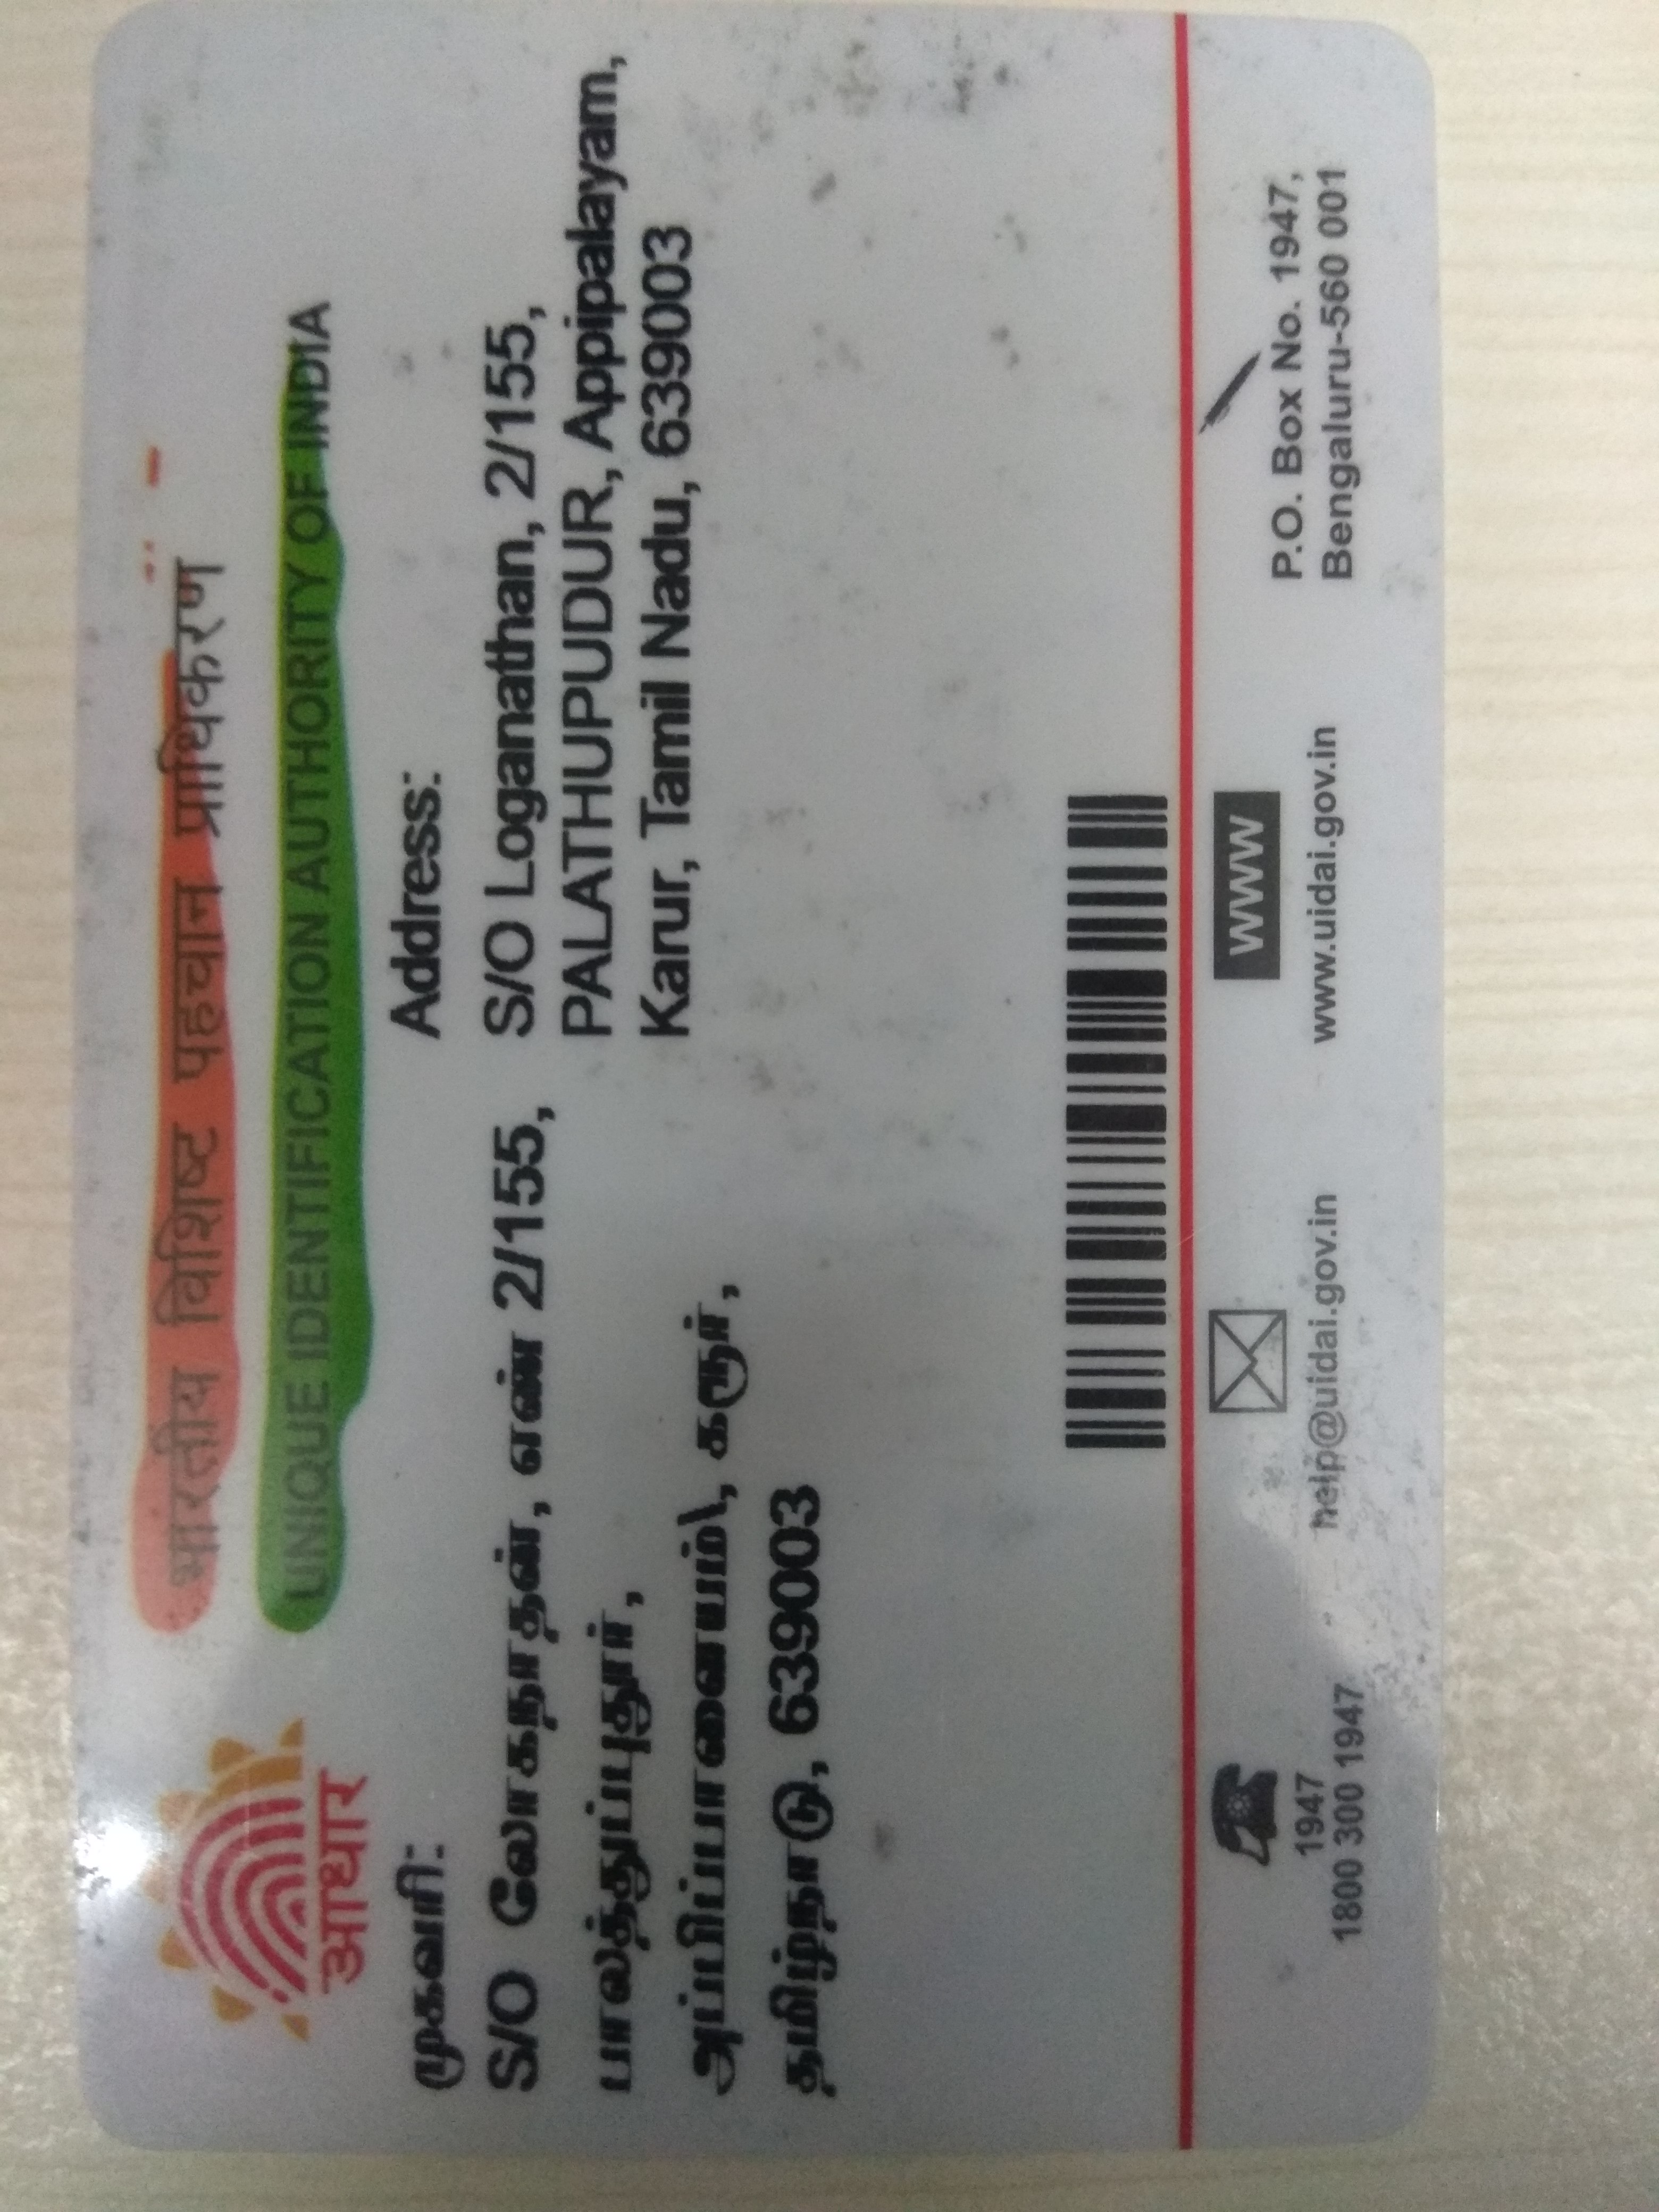 भारतीय विशिष्ट पहचान प्राधिकरण
UNIQUE IDENTIFICATION AUTHORITY OF INDIA
आधार
முகவரி:
S/O லோகநாதன், எண் 2/155,
பாலத்துப்புதூர்,
அப்பிப்பாளையம்\, கரூர்,
தமிழ்நாடு, 639003
Address:
S/O Loganathan, 2/155,
PALATHUPUDUR, Appipalayam,
Karur, Tamil Nadu, 639003
1947
1800 300 1947
help@uidai.gov.in
WWW
www.uidai.gov.in
P.O. Box No. 1947,
Bengaluru-560 001